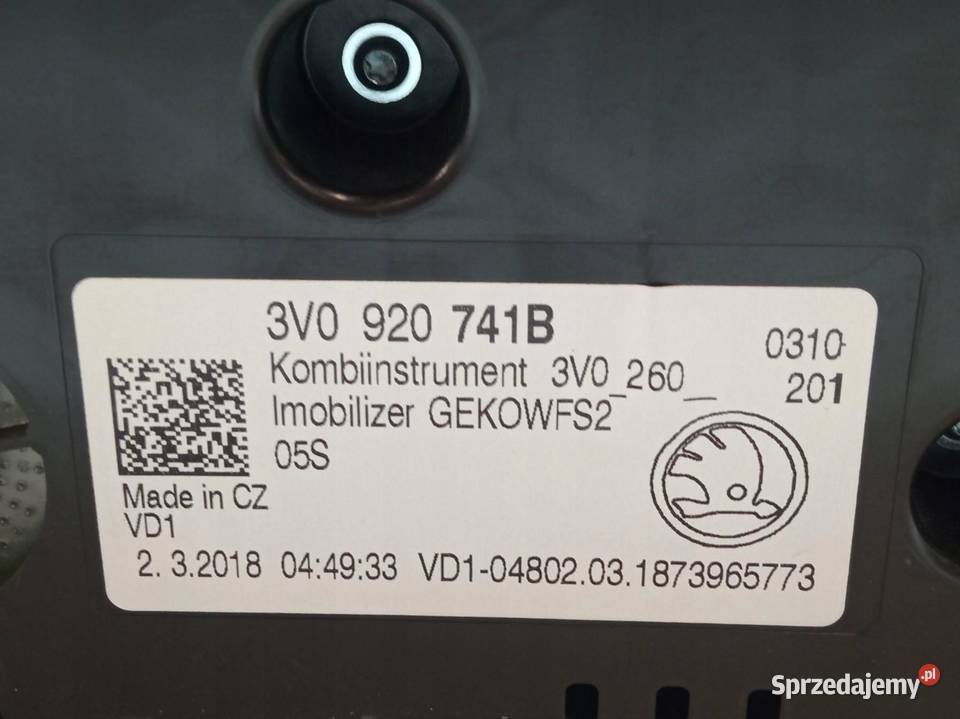 3V0 920 741B
0310
Kombiinstrument 3V0_260__
201
Imobilizer GEKOWFS2
05S
Made in CZ
VD1
2. 3.2018 04:49:33 VD1-04802.03.1873965773
Sprzedajemy.pl